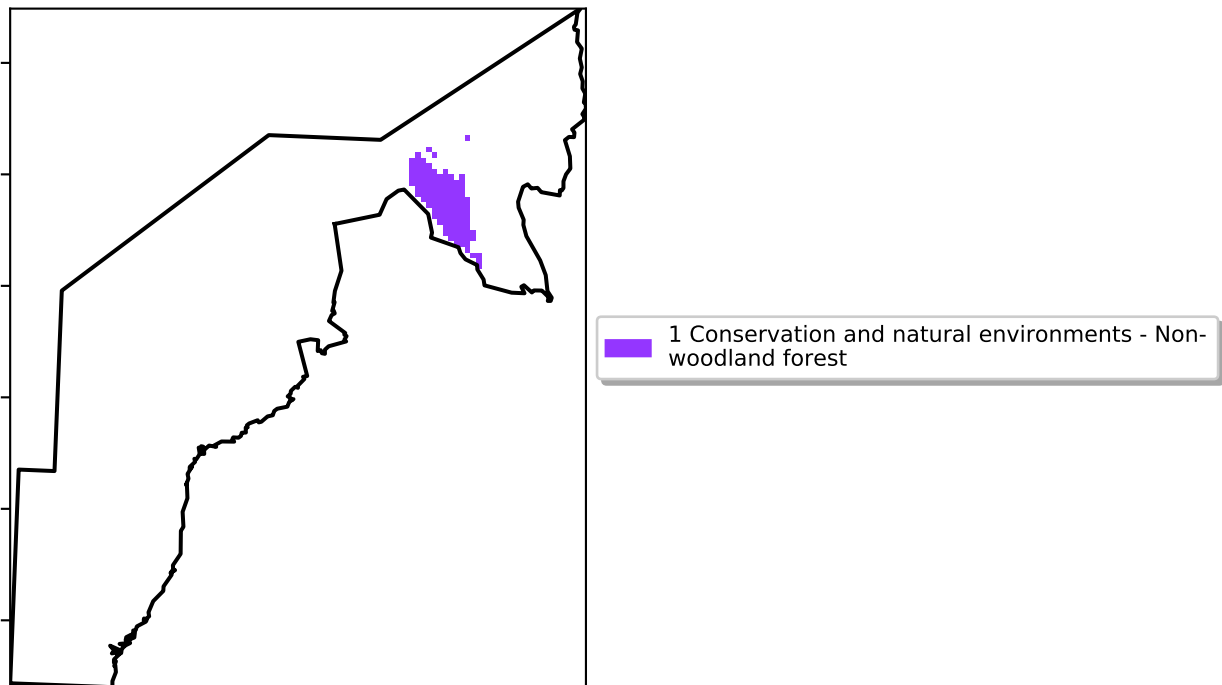 1 Conservation and natural environments - Non-
woodland forest